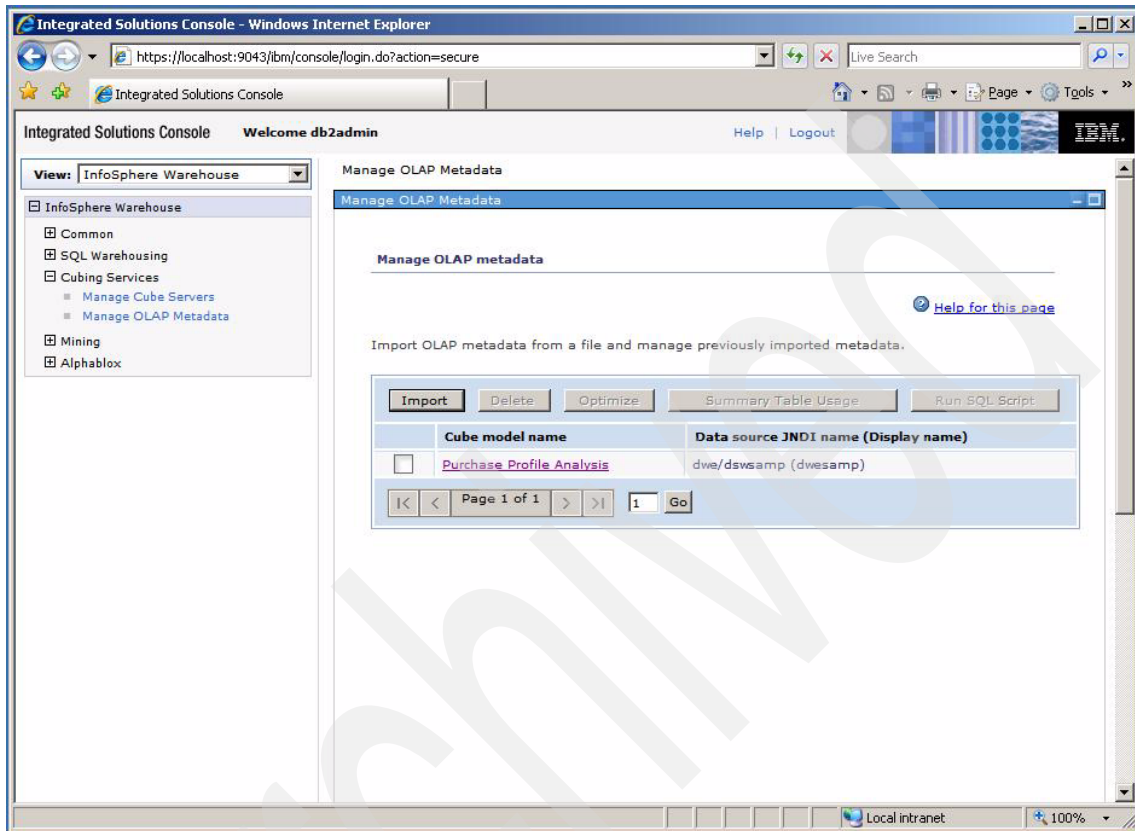 Integrated Solutions Console - Windows Internet Explorer
https://localhost:9043/ibm/console/login.do?action=secure
Live Search
Integrated Solutions Console
Page
Tools
»
Integrated Solutions Console Welcome db2admin
Help | Logout
IBM.
View: InfoSphere Warehouse
InfoSphere Warehouse
Common
SQL Warehousing
Cubing Services
Manage Cube Servers
Manage OLAP Metadata
Mining
Alphablox
Manage OLAP Metadata
Manage OLAP Metadata
Manage OLAP metadata
Help for this page
Import OLAP metadata from a file and manage previously imported metadata.
Import Delete Optimize Summary Table Usage Run SQL Script
Cube model name Data source JNDI name (Display name)
Purchase Profile Analysis dwe/dswsamp (dwesamp)
Page 1 of 1 1 Go
Local intranet 100%